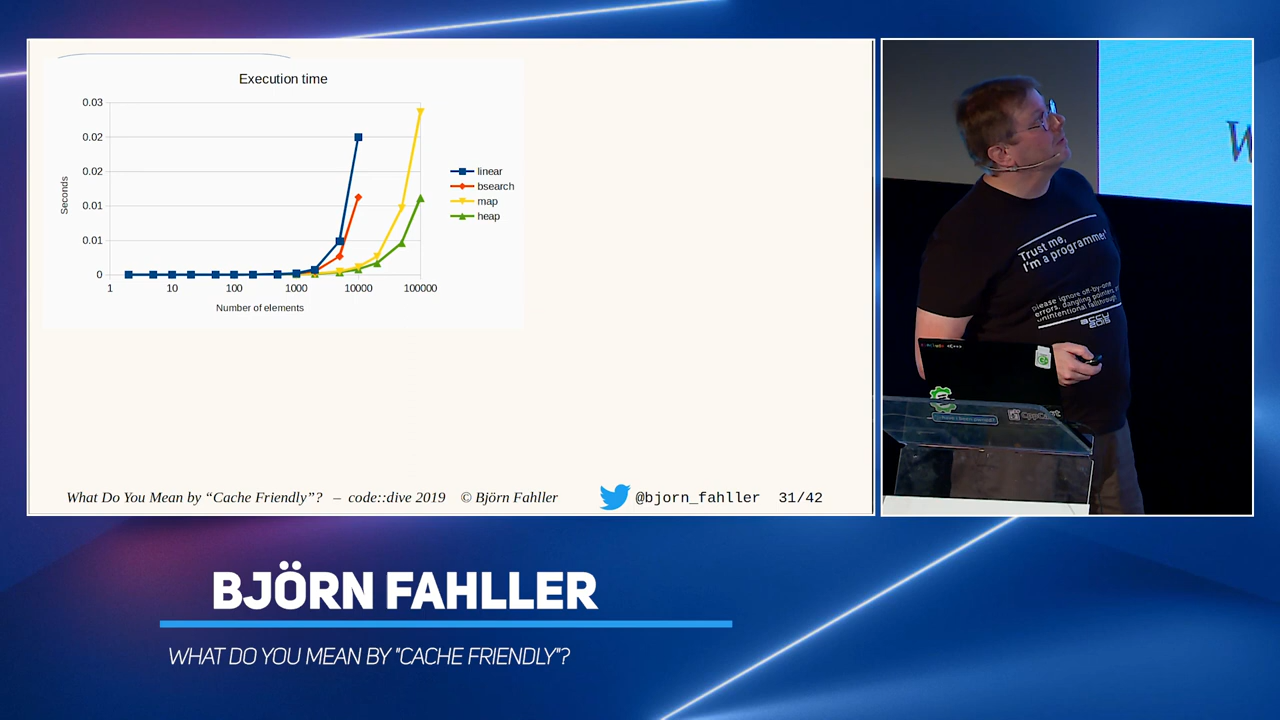 Execution time
Seconds
0.03
0.02
0.02
0.01
0.01
0
1 10 100 1000 10000 100000
Number of elements
linear
bsearch
map
heap
What Do You Mean by “Cache Friendly”? – code::dive 2019 © Björn Fahller
@bjorn_fahller 31/42
W
Trust me,
I'm a programmer
please ignore off-by-one
errors, dangling pointers,
unintentional fallthrough
ACCU
BJÖRN FAHLLER
WHAT DO YOU MEAN BY "CACHE FRIENDLY"?